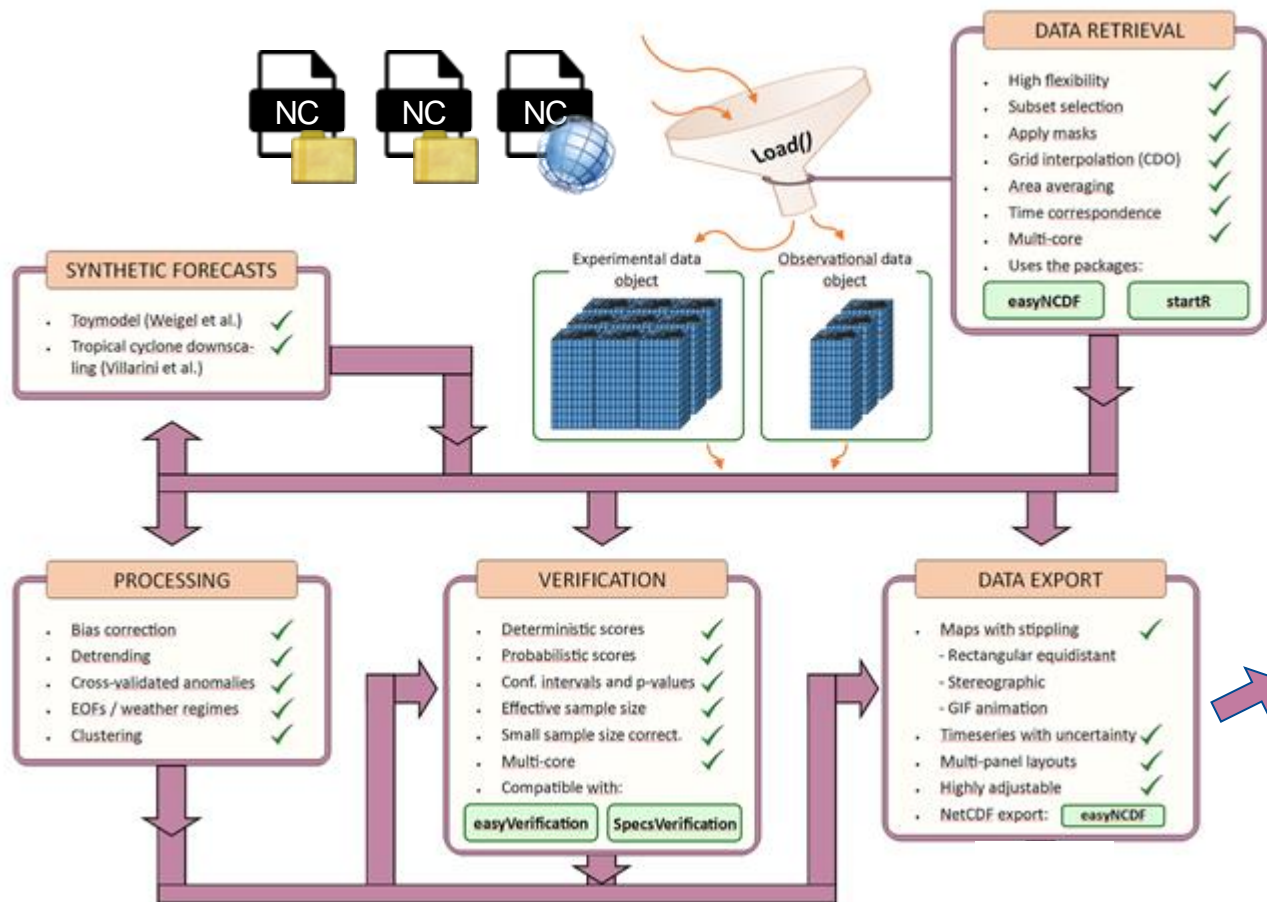 NC
NC
NC
Load()
DATA RETRIEVAL
• High flexibility ✓
• Subset selection ✓
• Apply masks ✓
• Grid interpolation (CDO) ✓
• Area averaging ✓
• Time correspondence ✓
• Multi-core ✓
• Uses the packages:
easyNCDF
startR
Experimental data
object
Observational data
object
SYNTHETIC FORECASTS
• Toymodel (Weigel et al.) ✓
• Tropical cyclone downsca- ✓
ling (Villarini et al.)
PROCESSING
• Bias correction ✓
• Detrending ✓
• Cross-validated anomalies ✓
• EOFs / weather regimes ✓
• Clustering ✓
VERIFICATION
• Deterministic scores ✓
• Probabilistic scores ✓
• Conf. intervals and p-values ✓
• Effective sample size ✓
• Small sample size correct. ✓
• Multi-core ✓
• Compatible with:
easyVerification
SpecsVerification
DATA EXPORT
• Maps with stippling ✓
- Rectangular equidistant
- Stereographic
- GIF animation
• Timeseries with uncertainty ✓
• Multi-panel layouts ✓
• Highly adjustable ✓
• NetCDF export: easyNCDF